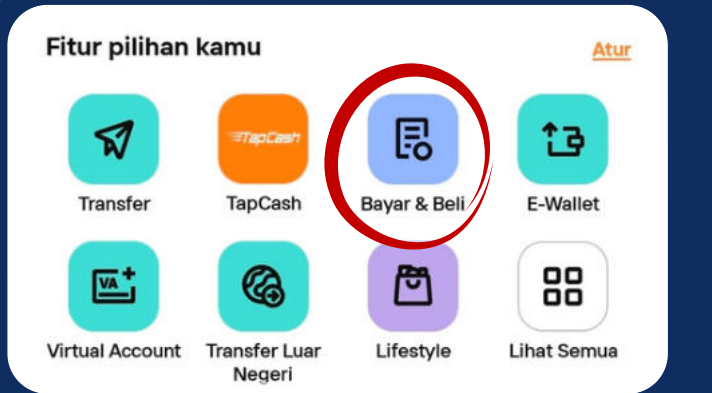 Fitur pilihan kamu
Atur
TapCash
Transfer
TapCash
Bayar & Beli
E-Wallet
VA
Virtual Account
Transfer Luar
Negeri
Lifestyle
Lihat Semua